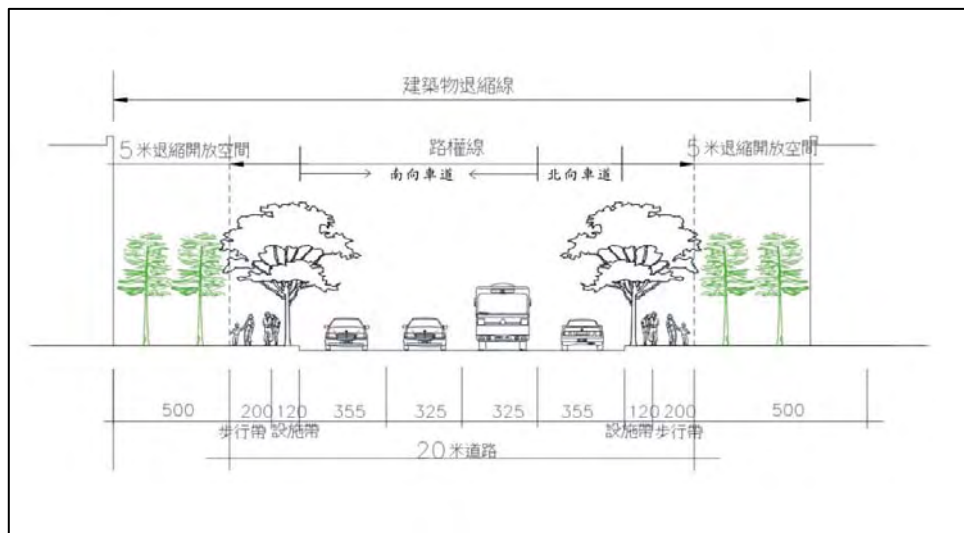 建築物退縮線
5米退縮開放空間 路權線 5米退縮開放空間
南向車道 北向車道
500 200 120 355 325 325 355 120 200 500
步行帶 設施帶 設施帶 步行帶
20米道路